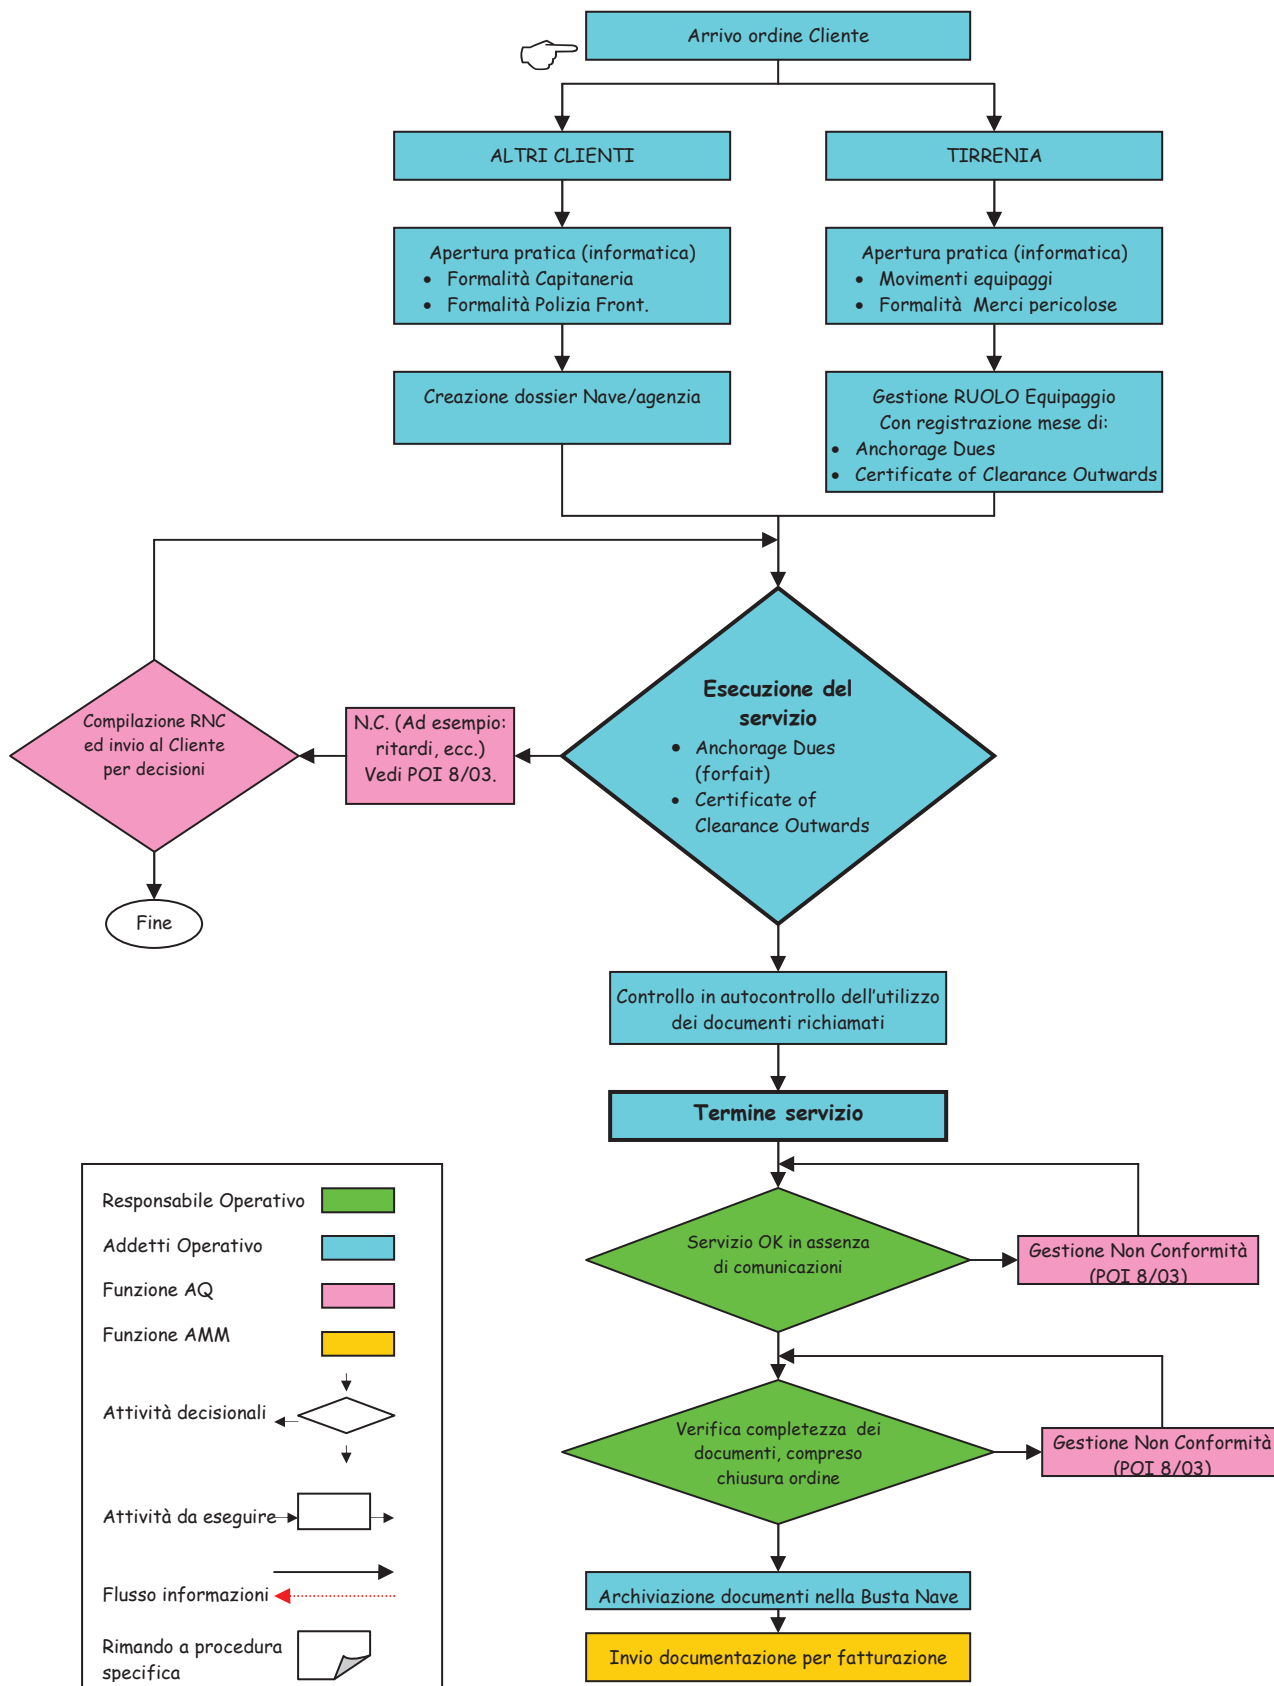 Arrivo ordine Cliente
ALTRI CLIENTI
TIRRENIA
Apertura pratica (informatica)
• Formalità Capitaneria
• Formalità Polizia Front.
Apertura pratica (informatica)
• Movimenti equipaggi
• Formalità Merci pericolose
Creazione dossier Nave/agenzia
Gestione RUOLO Equipaggio
Con registrazione mese di:
• Anchorage Dues
• Certificate of Clearance Outwards
Compilazione RNC
ed invio al Cliente
per decisioni
N.C. (Ad esempio:
ritardi, ecc.)
Vedi POI 8/03.
Esecuzione del
servizio
• Anchorage Dues
(forfait)
• Certificate of
Clearance Outwards
Fine
Controllo in autocontrollo dell'utilizzo
dei documenti richiamati
Termine servizio
Servizio OK in assenza
di comunicazioni
Gestione Non Conformità
(POI 8/03)
Verifica completezza dei
documenti, compreso
chiusura ordine
Gestione Non Conformità
(POI 8/03)
Archiviazione documenti nella Busta Nave
Invio documentazione per fatturazione
Responsabile Operativo
Addetti Operativo
Funzione AQ
Funzione AMM
Attività decisionali
Attività da eseguire
Flusso informazioni
Rimando a procedura
specifica